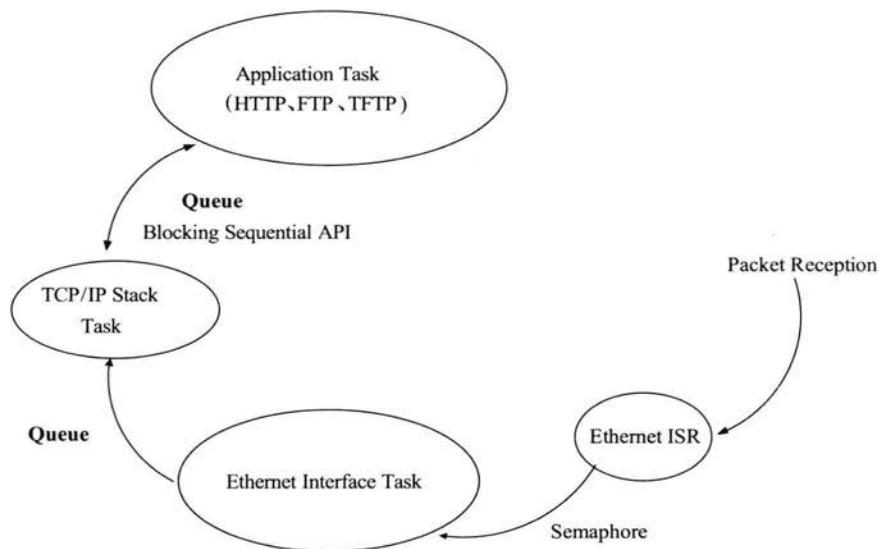 Application Task
(HTTP、FTP、TFTP)
Queue
Blocking Sequential API
Packet Reception
TCP/IP Stack
Task
Queue
Ethernet ISR
Ethernet Interface Task
Semaphore